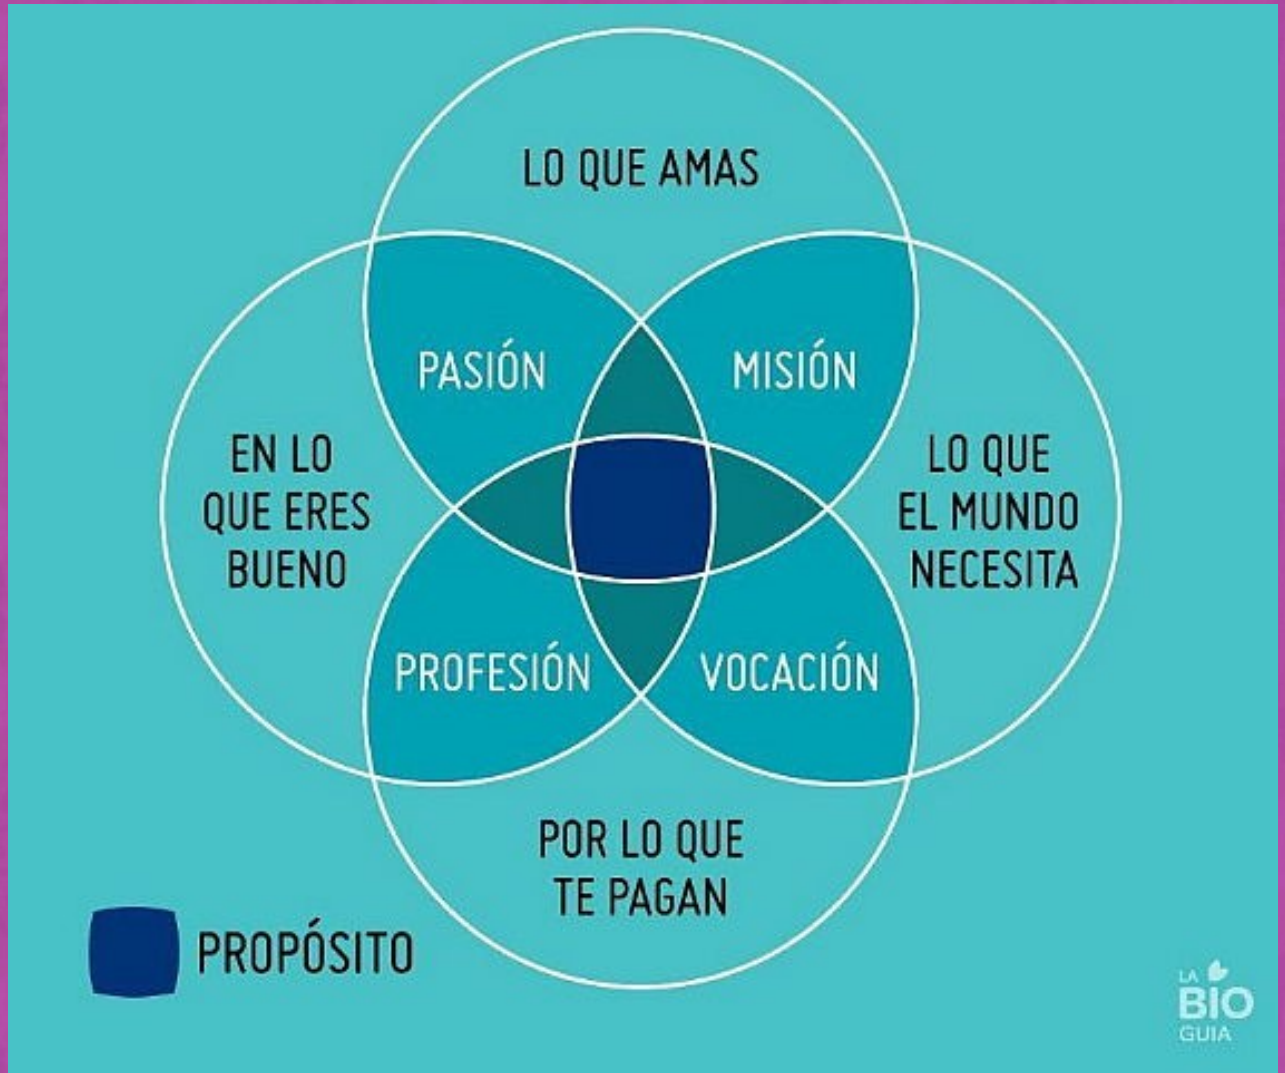 LO QUE AMAS
PASIÓN
MISIÓN
EN LO
QUE ERES
BUENO
LO QUE
EL MUNDO
NECESITA
PROFESIÓN
VOCACIÓN
POR LO QUE
TE PAGAN
PROPÓSITO
LA
BIO
GUIA